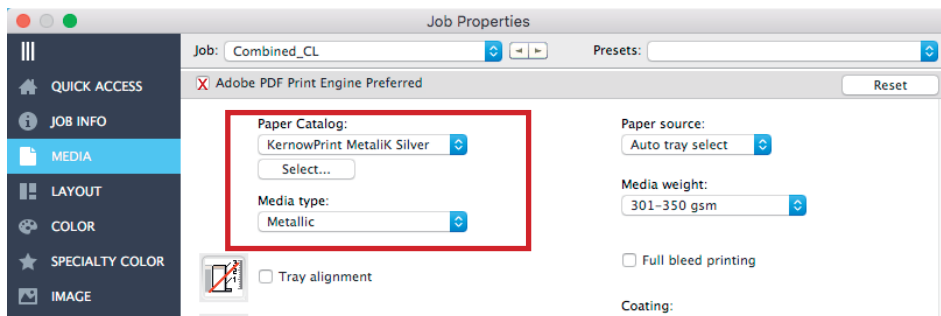 Job Properties
Job: Combined_CL Presets:
Adobe PDF Print Engine Preferred Reset
QUICK ACCESS
JOB INFO
MEDIA
LAYOUT
COLOR
SPECIALTY COLOR
IMAGE
Paper Catalog:
KernowPrint MetaliK Silver
Select...
Media type:
Metallic
Tray alignment
Paper source:
Auto tray select
Media weight:
301-350 gsm
Full bleed printing
Coating: